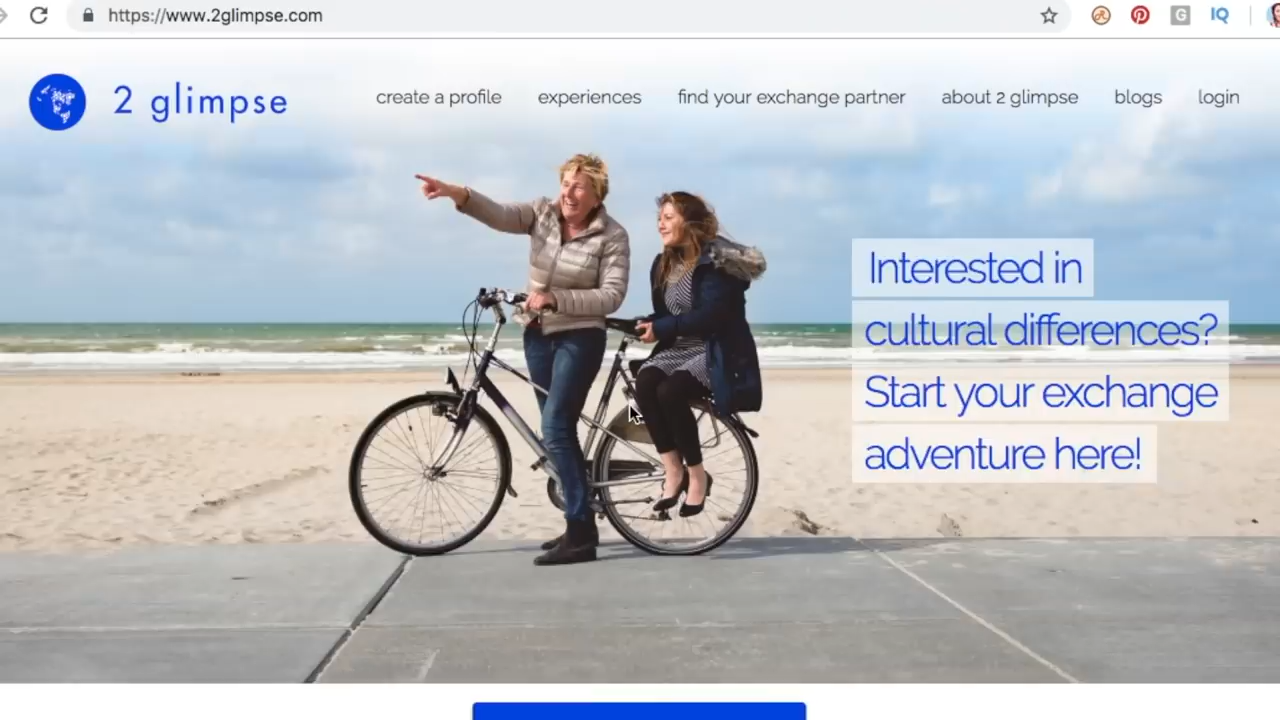 https://www.2glimpse.com
G
IQ
2 glimpse
create a profile
experiences
find your exchange partner
about 2 glimpse
blogs
login
Interested in
cultural differences?
Start your exchange
adventure here!